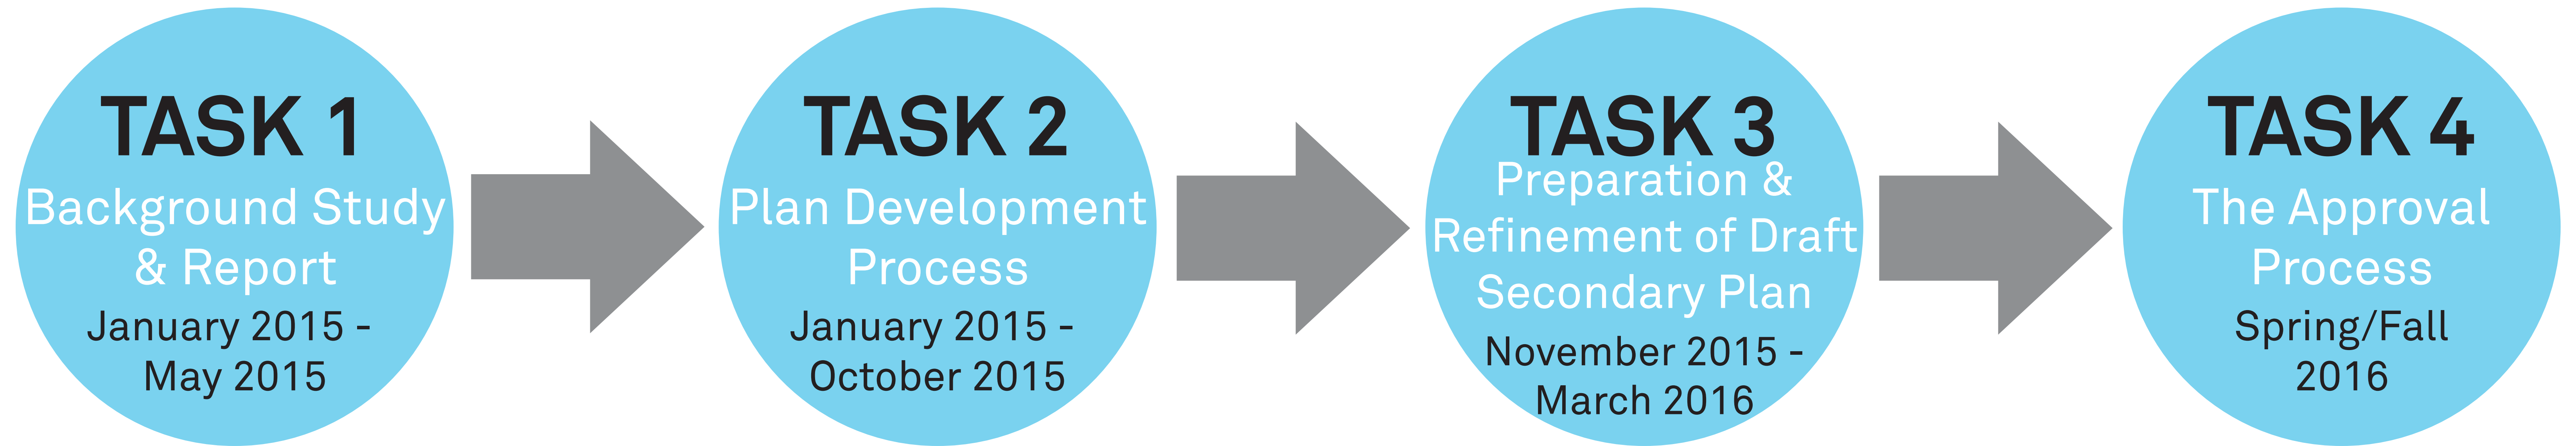 TASK 1
Background Study
& Report
January 2015 -
May 2015
TASK 2
Plan Development
Process
January 2015 -
October 2015
TASK 3
Preparation &
Refinement of Draft
Secondary Plan
November 2015 -
March 2016
TASK 4
The Approval
Process
Spring/Fall
2016